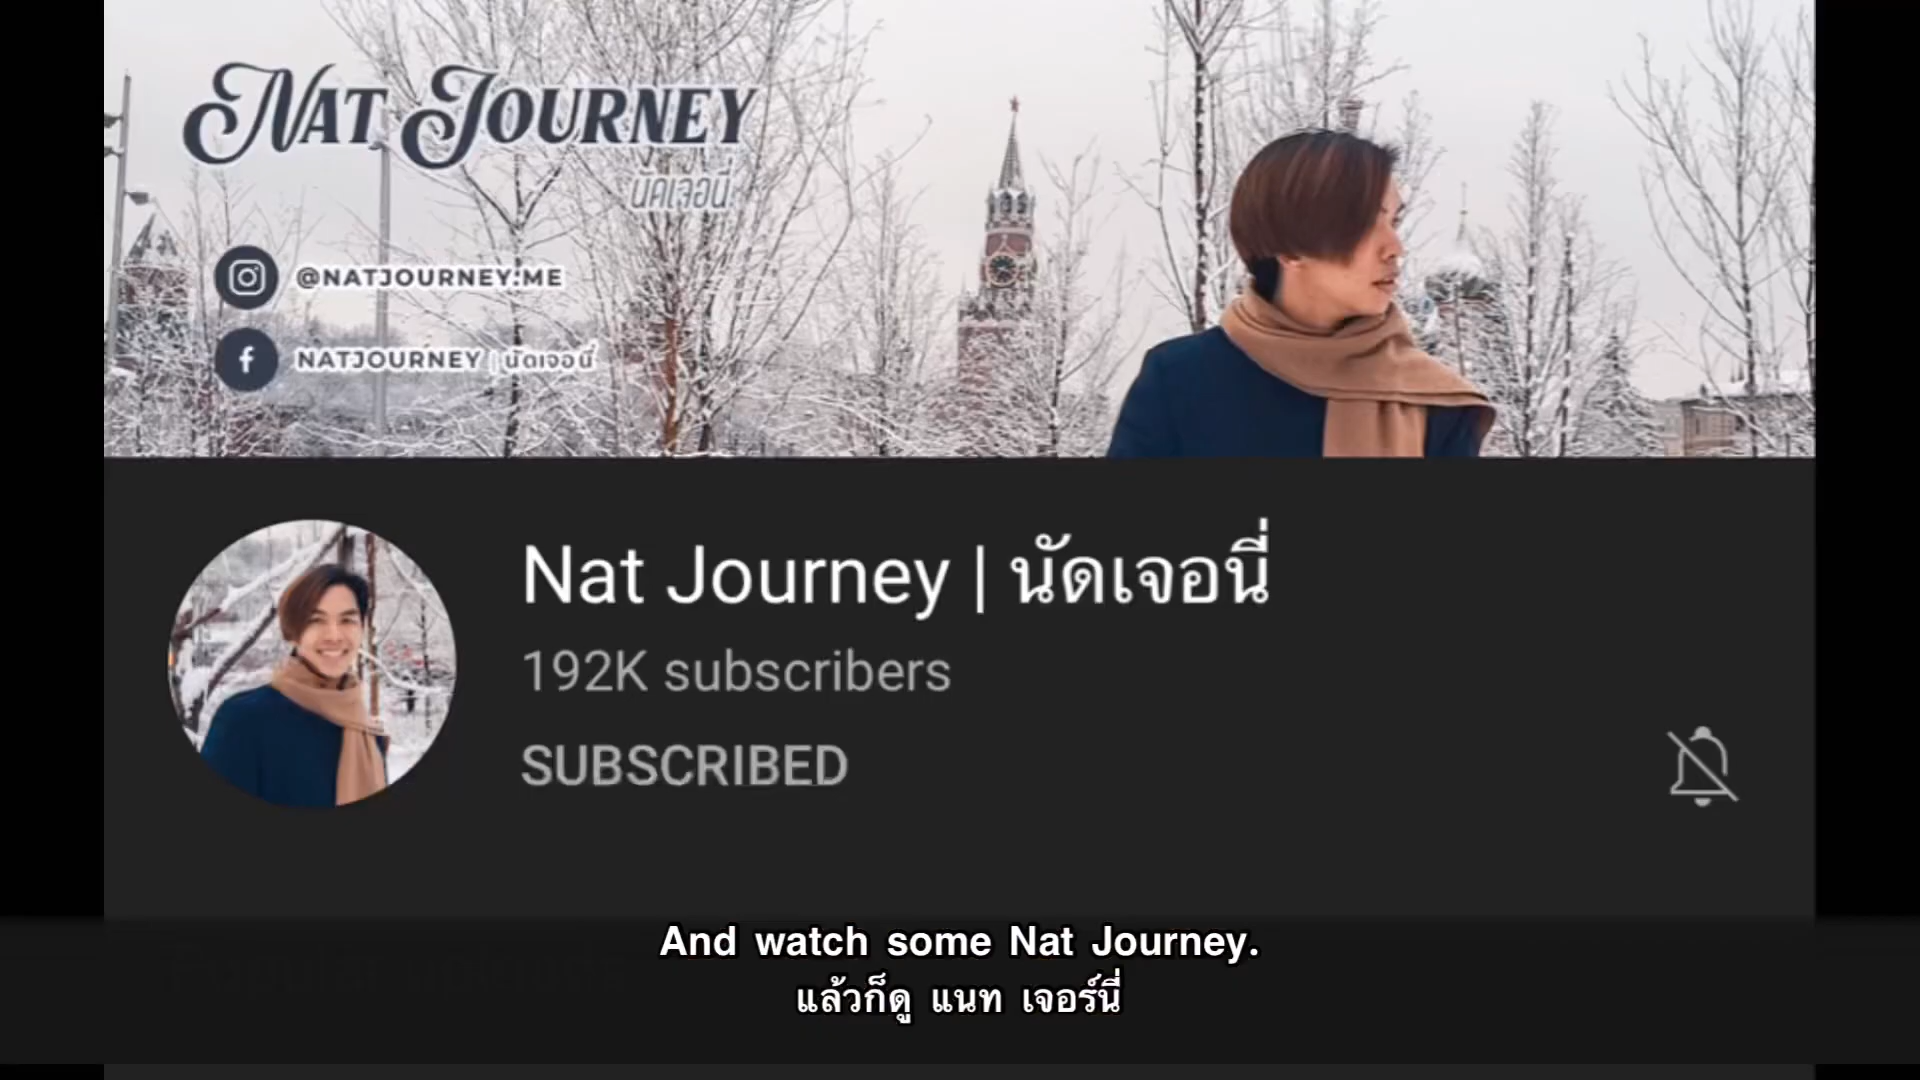 NAT JOURNEY
นัดเจอนี่
@NATJOURNEY.ME
NATJOURNEY | นัดเจอนี่
Nat Journey | นัดเจอนี่
192K subscribers
SUBSCRIBED
And watch some Nat Journey.
แล้วก็ดู แนท เจอร์นี่